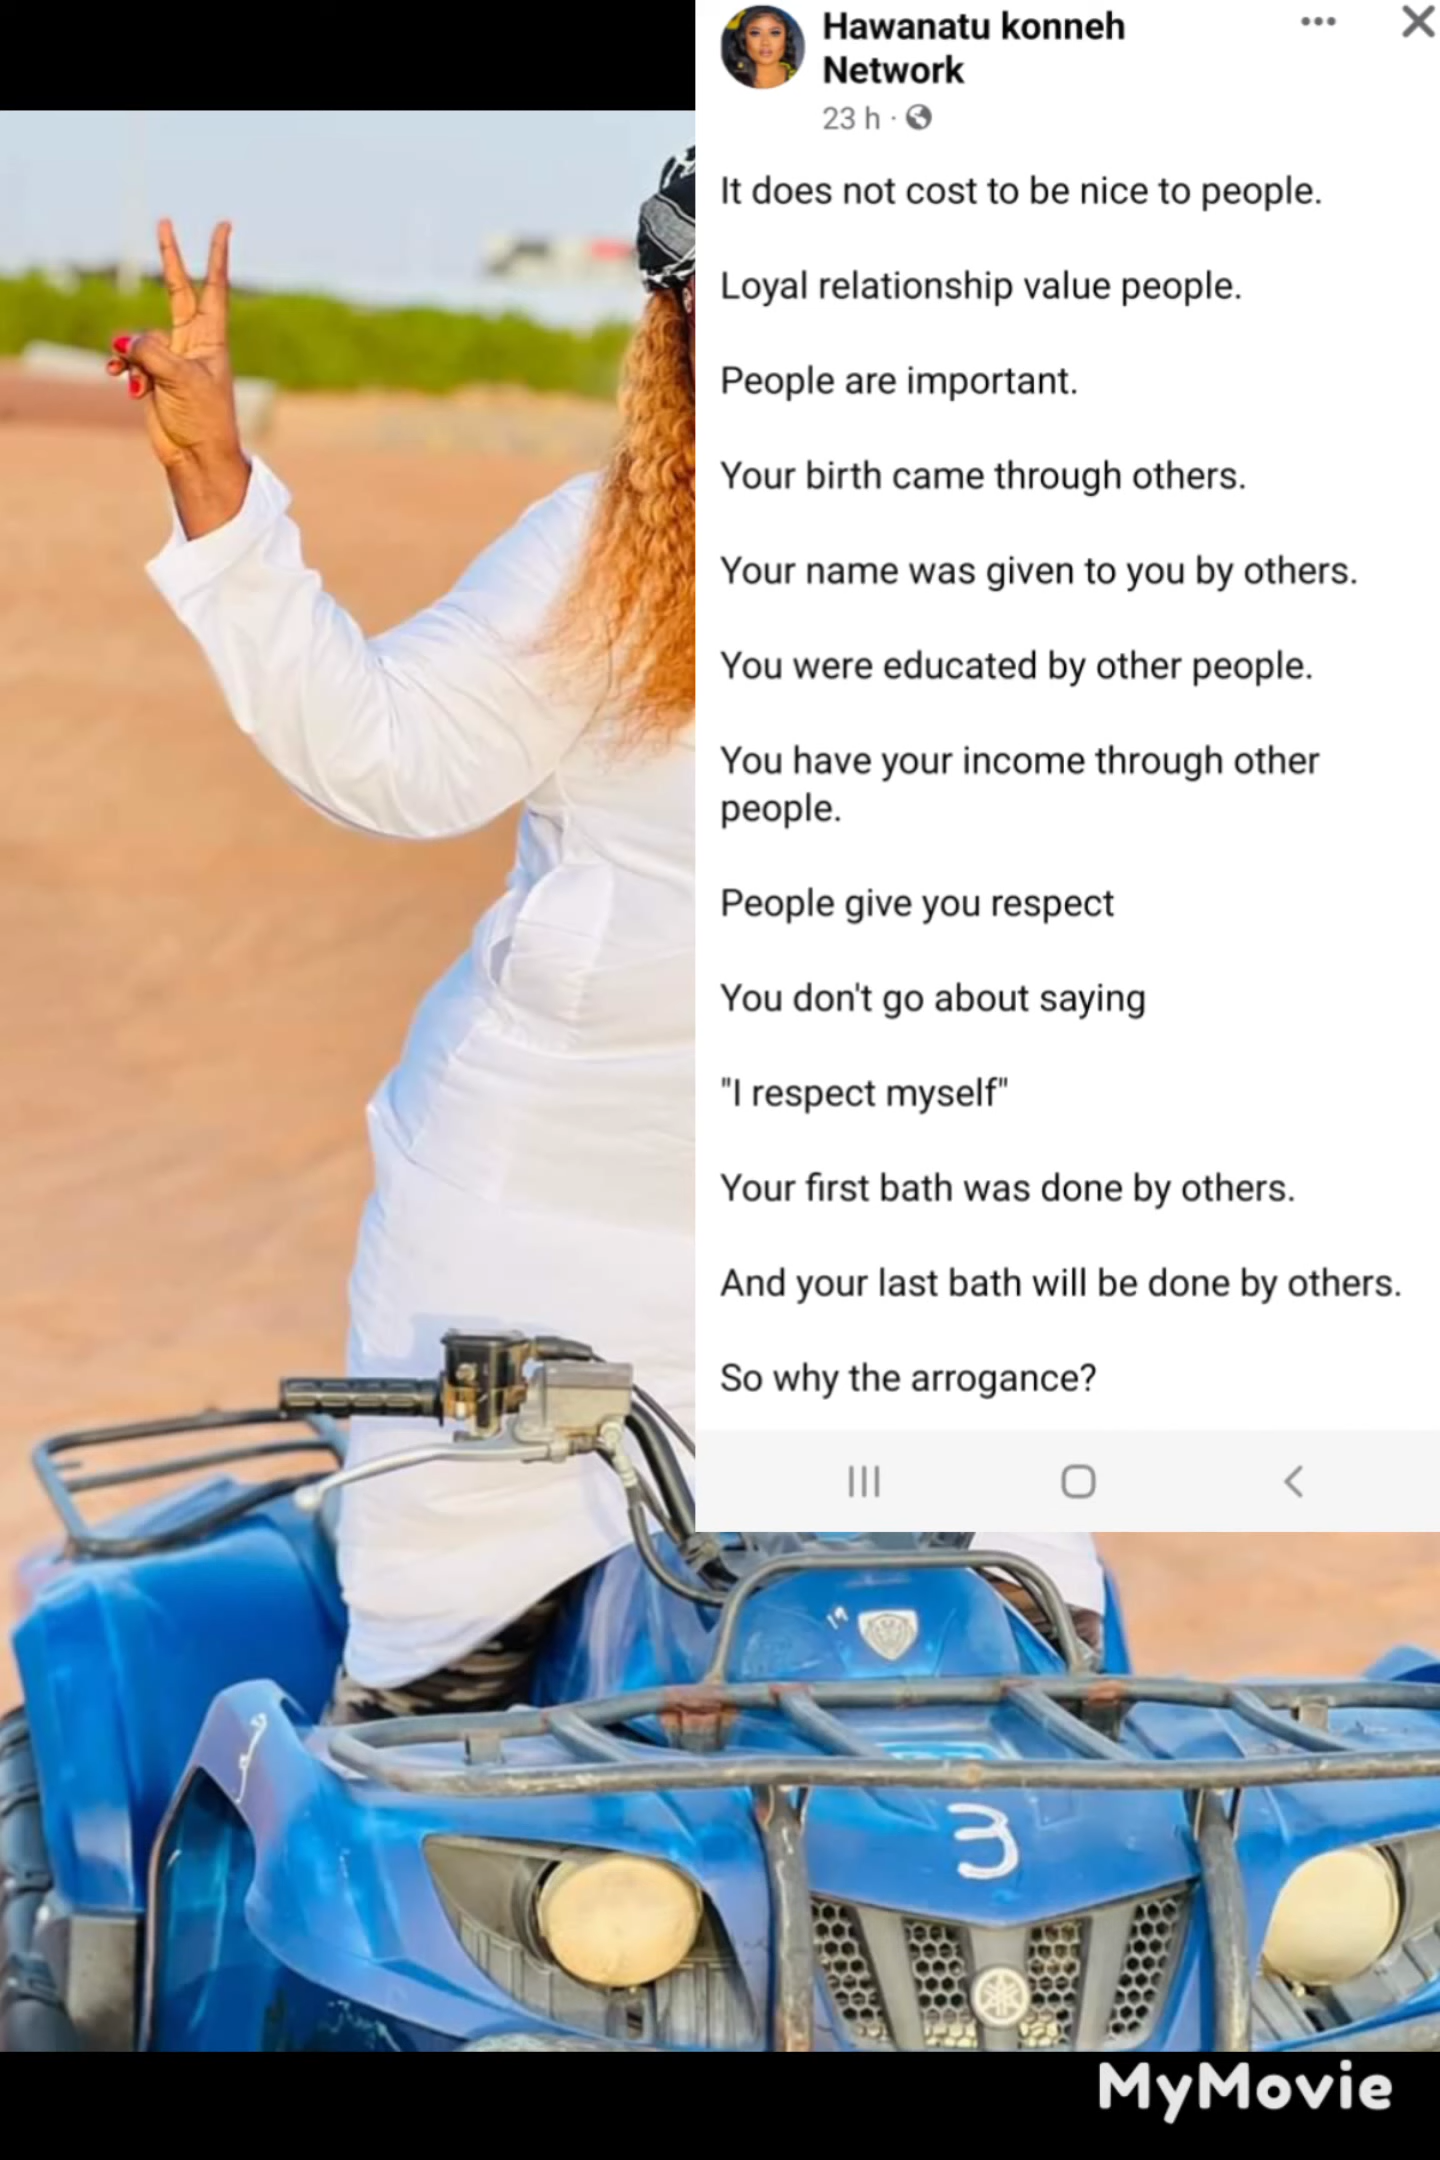 Hawanatu konneh
Network
23 h ·
It does not cost to be nice to people.
Loyal relationship value people.
People are important.
Your birth came through others.
Your name was given to you by others.
You were educated by other people.
You have your income through other
people.
People give you respect
You don't go about saying
"I respect myself"
Your first bath was done by others.
And your last bath will be done by others.
So why the arrogance?
3
MyMovie